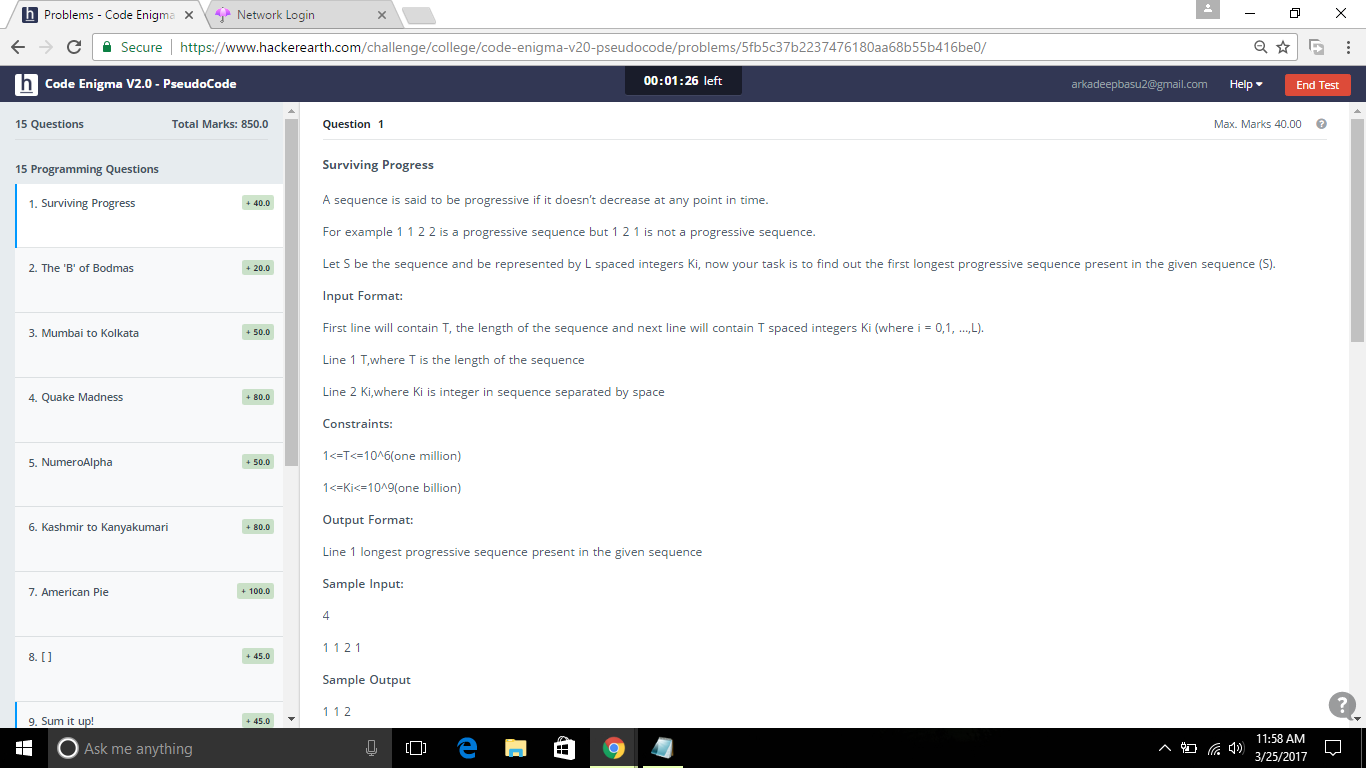 Problems - Code Enigma
Network Login
Secure
https://www.hackerearth.com/challenge/college/code-enigma-v20-pseudocode/problems/5fb5c37b2237476180aa68b55b416be0/
h Code Enigma V2.0 - PseudoCode
00:01:26 left
arkadeepbasu2@gmail.com
Help
End Test
15 Questions
Total Marks: 850.0
15 Programming Questions
1. Surviving Progress
+ 40.0
2. The 'B' of Bodmas
+ 20.0
3. Mumbai to Kolkata
+ 50.0
4. Quake Madness
+ 80.0
5. NumeroAlpha
+ 50.0
6. Kashmir to Kanyakumari
+ 80.0
7. American Pie
+ 100.0
8. [ ]
+ 45.0
9. Sum it up!
+ 45.0
Question 1
Max. Marks 40.00
Surviving Progress
A sequence is said to be progressive if it doesn't decrease at any point in time.
For example 1 1 2 2 is a progressive sequence but 1 2 1 is not a progressive sequence.
Let S be the sequence and be represented by L spaced integers Ki, now your task is to find out the first longest progressive sequence present in the given sequence (S).
Input Format:
First line will contain T, the length of the sequence and next line will contain T spaced integers Ki (where i = 0,1, ...,L).
Line 1 T,where T is the length of the sequence
Line 2 Ki,where Ki is integer in sequence separated by space
Constraints:
1<=T<=10^6(one million)
1<=Ki<=10^9(one billion)
Output Format:
Line 1 longest progressive sequence present in the given sequence
Sample Input:
4
1 1 2 1
Sample Output
1 1 2
Ask me anything
11:58 AM
3/25/2017